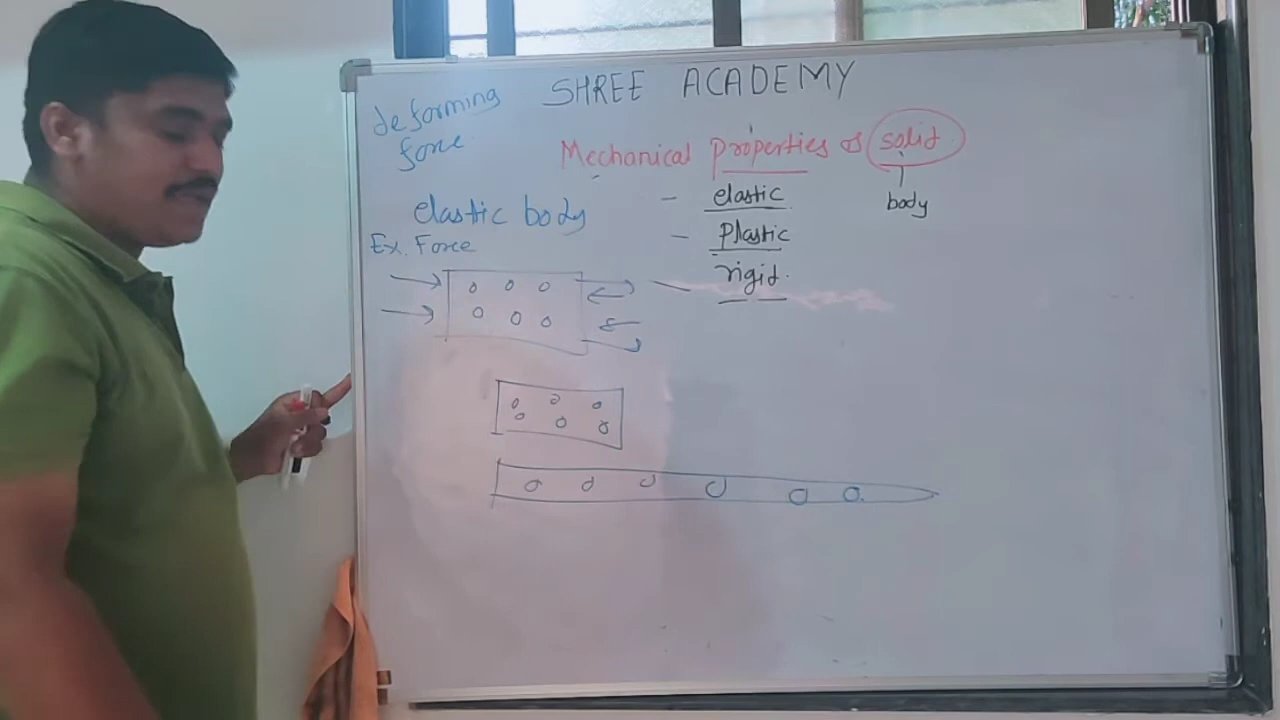 SHREE ACADEMY
deforming
force
Mechanical properties of solid
body
- elastic
- Plastic
- rigid.
elastic body
Ex. Force